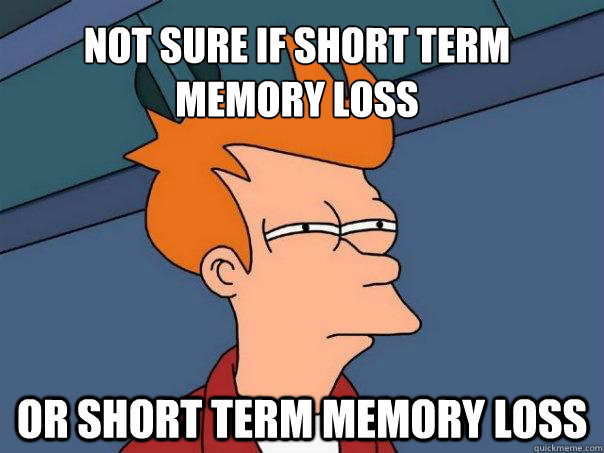 NOT SURE IF SHORT TERM
MEMORY LOSS
OR SHORT TERM MEMORY LOSS
quickmeme.com